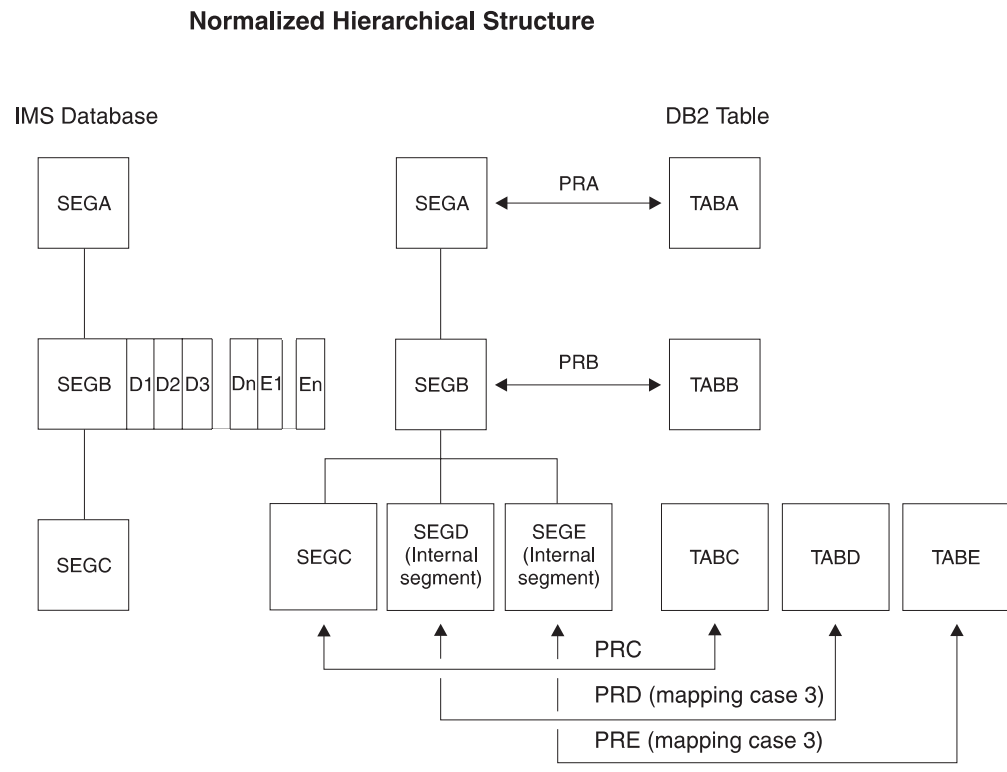 Normalized Hierarchical Structure
IMS Database
DB2 Table
SEGA
SEGA
PRA
TABA
SEGB
D1
D2
D3
Dn
E1
En
SEGB
PRB
TABB
SEGC
SEGC
SEGD
(Internal
segment)
SEGE
(Internal
segment)
TABC
TABD
TABE
PRC
PRD (mapping case 3)
PRE (mapping case 3)